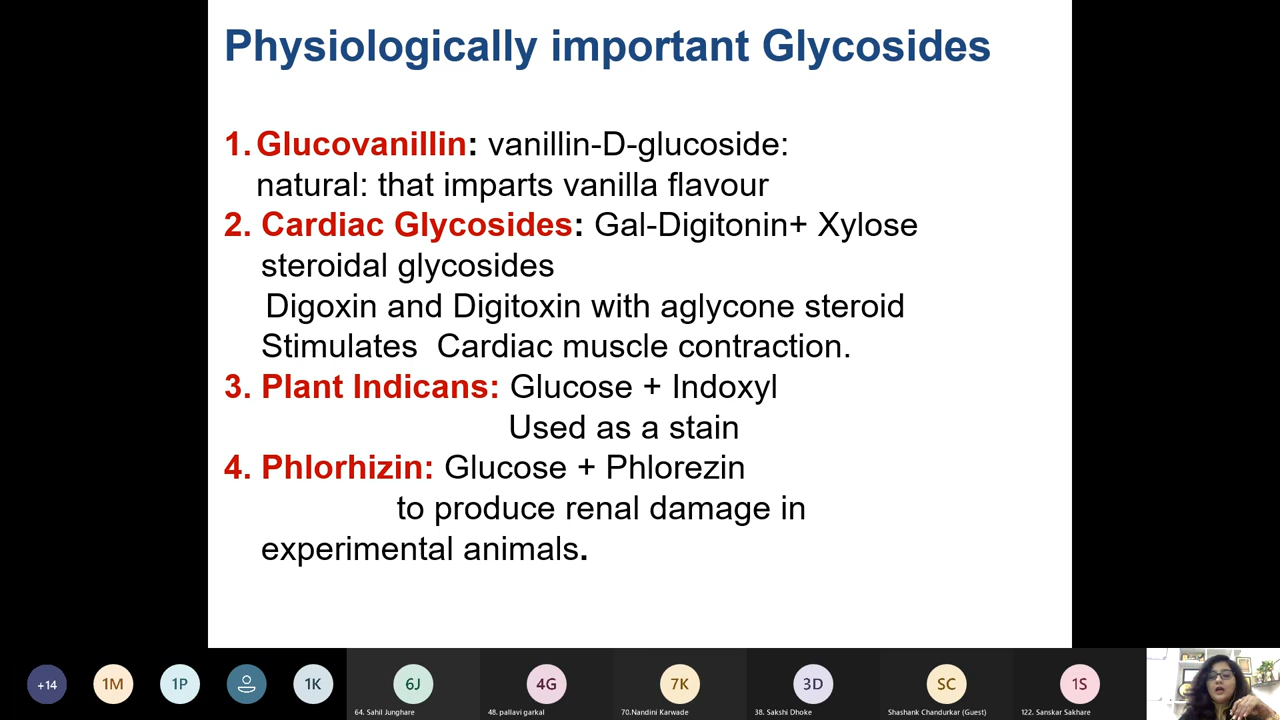 Physiologically important Glycosides
1. Glucovanillin: vanillin-D-glucoside:
natural: that imparts vanilla flavour
2. Cardiac Glycosides: Gal-Digitonin+ Xylose
steroidal glycosides
Digoxin and Digitoxin with aglycone steroid
Stimulates Cardiac muscle contraction.
3. Plant Indicans: Glucose + Indoxyl
Used as a stain
4. Phlorhizin: Glucose + Phlorezin
to produce renal damage in
experimental animals.
+14 1M 1P 1K 6J 4G 7K 3D SC 1S
64. Sahil Junghare 48. pallavi garkal 70.Nandini Karwade 38. Sakshi Dhoke Shashank Chandurkar (Guest) 122. Sanskar Sakhare